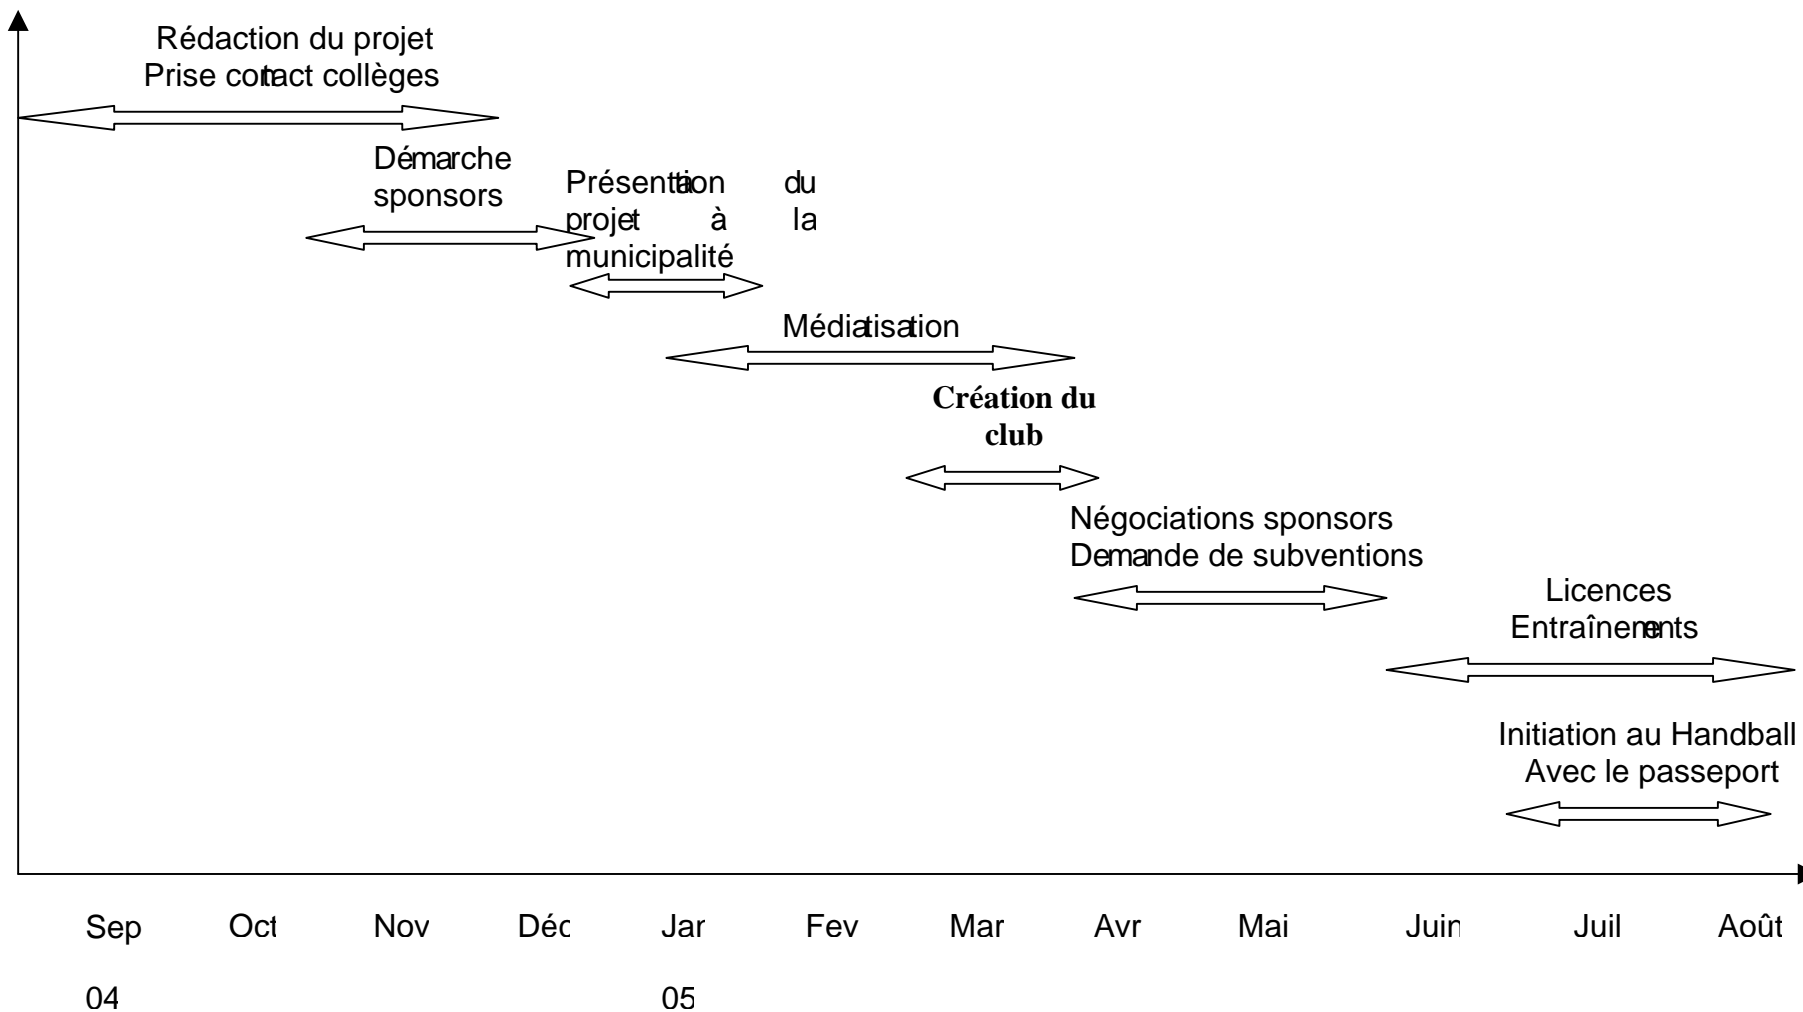 Rédaction du projet
Prise contact collèges
Démarche
sponsors
Présentation du
projet à la
municipalité
Médiatisation
Création du
club
Négociations sponsors
Demande de subventions
Licences
Entraînements
Initiation au Handball
Avec le passeport
Sep Oct Nov Déc Jan Fev Mar Avr Mai Juin Juil Août
04 05